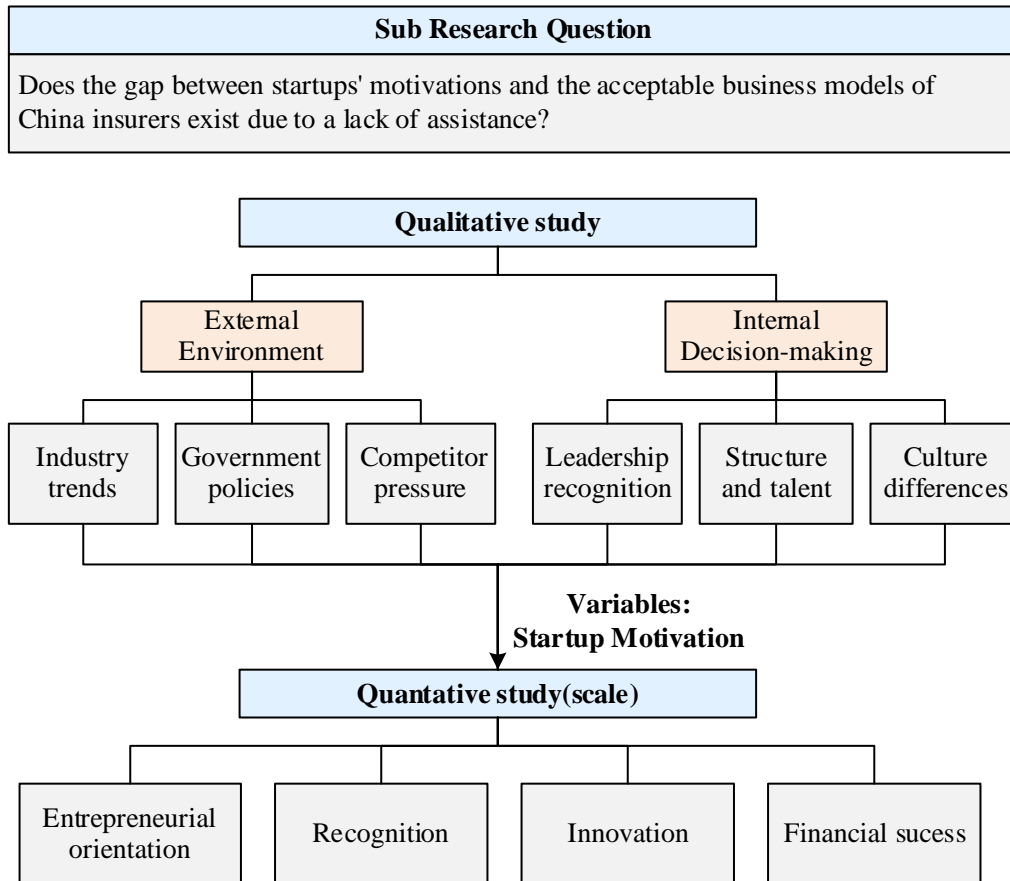 Sub Research Question
Does the gap between startups' motivations and the acceptable business models of
China insurers exist due to a lack of assistance?
Qualitative study
External
Environment
Internal
Decision-making
Industry
trends
Government
policies
Competitor
pressure
Leadership
recognition
Structure
and talent
Culture
differences
Variables:
Startup Motivation
Quantative study(scale)
Entrepreneurial
orientation
Recognition
Innovation
Financial sucess